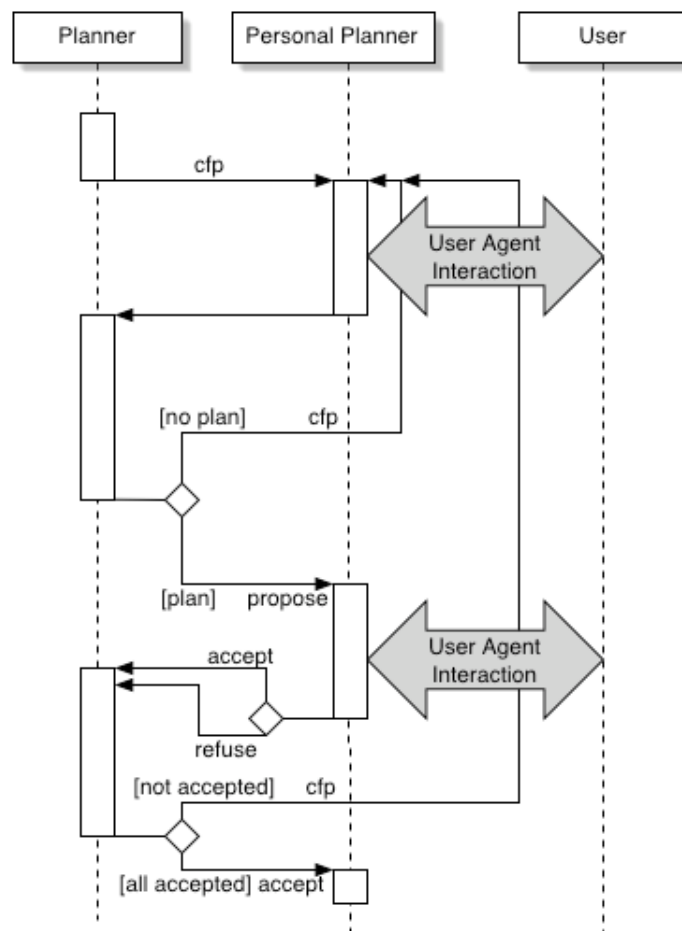 Planner
Personal Planner
User
cfp
User Agent
Interaction
[no plan]
cfp
[plan]
propose
User Agent
Interaction
accept
refuse
[not accepted]
cfp
[all accepted] accept